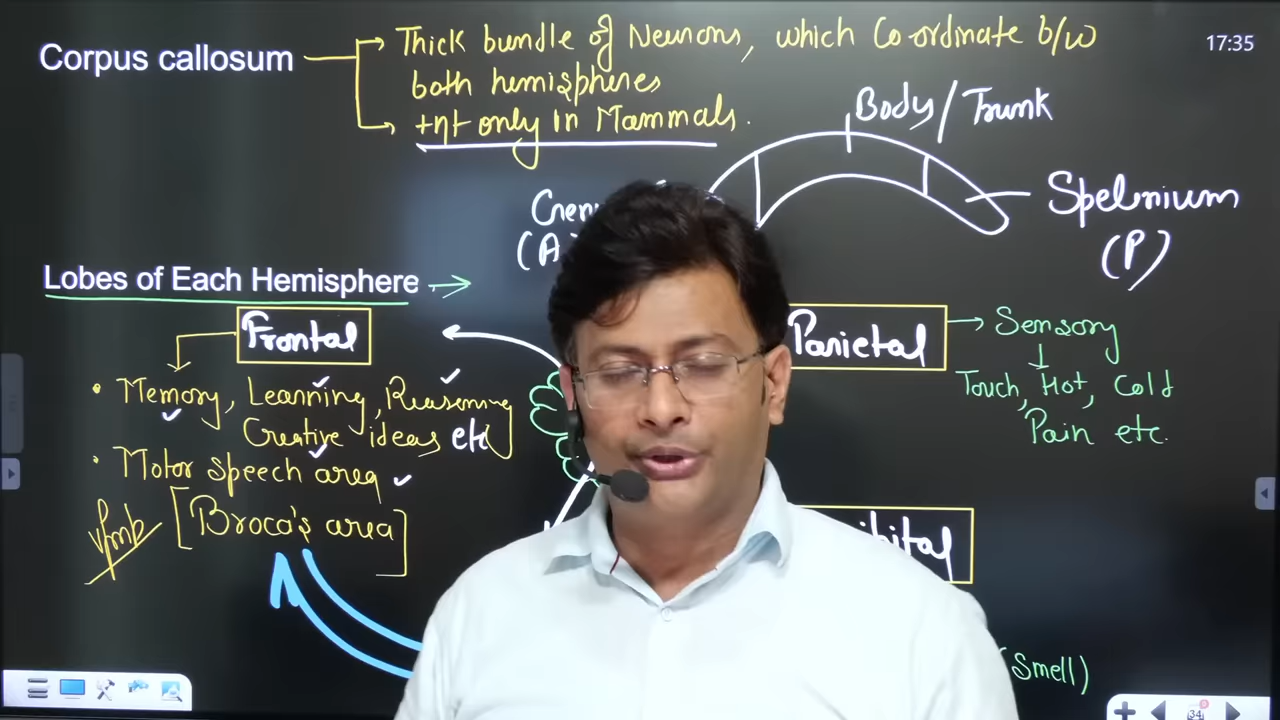 Corpus callosum
Thick bundle of Neurons, which Co-ordinate b/w
both hemispheres
+nt only in Mammals.
17:35
Body/Trunk
Spelenium
(P)
(A
Lobes of Each Hemisphere
Frontal
Memory, Learning, Reasoning
Creative ideas etc
Motor speech area
vImp [Broca's area]
Parietal
Sensory
Touch, Hot, Cold
Pain etc.
(Smell)
34